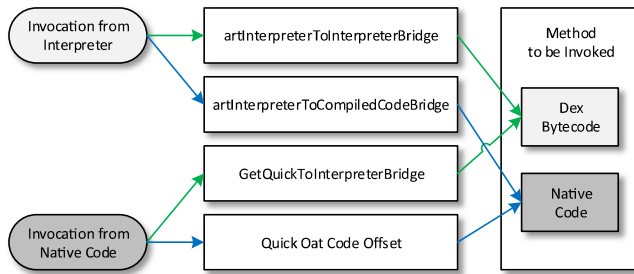 Invocation from
Interpreter
artInterpreterToInterpreterBridge
artInterpreterToCompiledCodeBridge
GetQuickToInterpreterBridge
Invocation from
Native Code
Quick Oat Code Offset
Method
to be Invoked
Dex
Bytecode
Native
Code